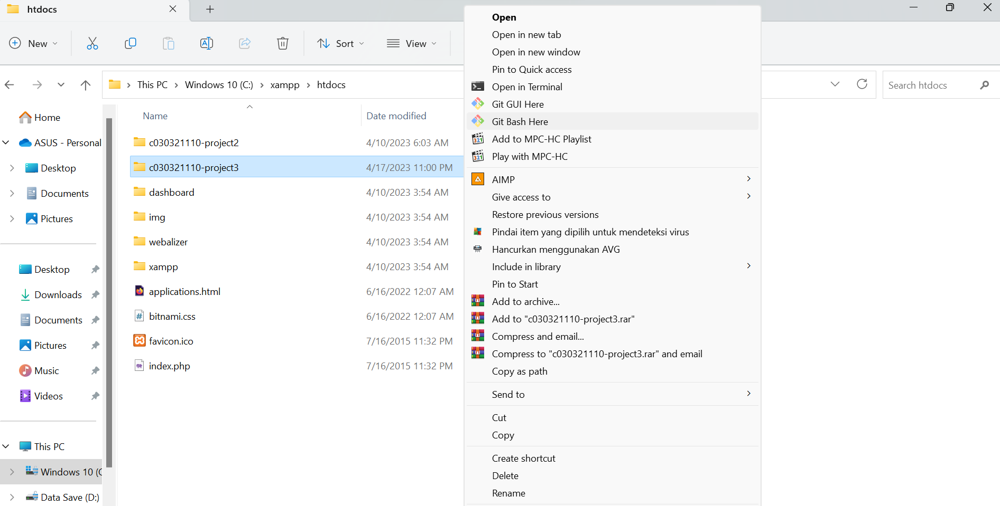 htdocs
New
Sort
View
This PC
Windows 10 (C:)
xampp
htdocs
Search htdocs
Home
ASUS - Personal
Desktop
Documents
Pictures
Desktop
Downloads
Documents
Pictures
Music
Videos
This PC
Windows 10 (C
Data Save (D:)
Name
Date modified
c030321110-project2 4/10/2023 6:03 AM
c030321110-project3 4/17/2023 11:00 PM
dashboard 4/10/2023 3:54 AM
img 4/10/2023 3:54 AM
webalizer 4/10/2023 3:54 AM
xampp 4/10/2023 3:54 AM
applications.html 6/16/2022 12:07 AM
bitnami.css 6/16/2022 12:07 AM
favicon.ico 7/16/2015 11:32 PM
index.php 7/16/2015 11:32 PM
Open
Open in new tab
Open in new window
Pin to Quick access
Open in Terminal
Git GUI Here
Git Bash Here
Add to MPC-HC Playlist
Play with MPC-HC
AIMP
Give access to
Restore previous versions
Pindai item yang dipilih untuk mendeteksi virus
Hancurkan menggunakan AVG
Include in library
Pin to Start
Add to archive...
Add to "c030321110-project3.rar"
Compress and email...
Compress to "c030321110-project3.rar" and email
Copy as path
Send to
Cut
Copy
Create shortcut
Delete
Rename